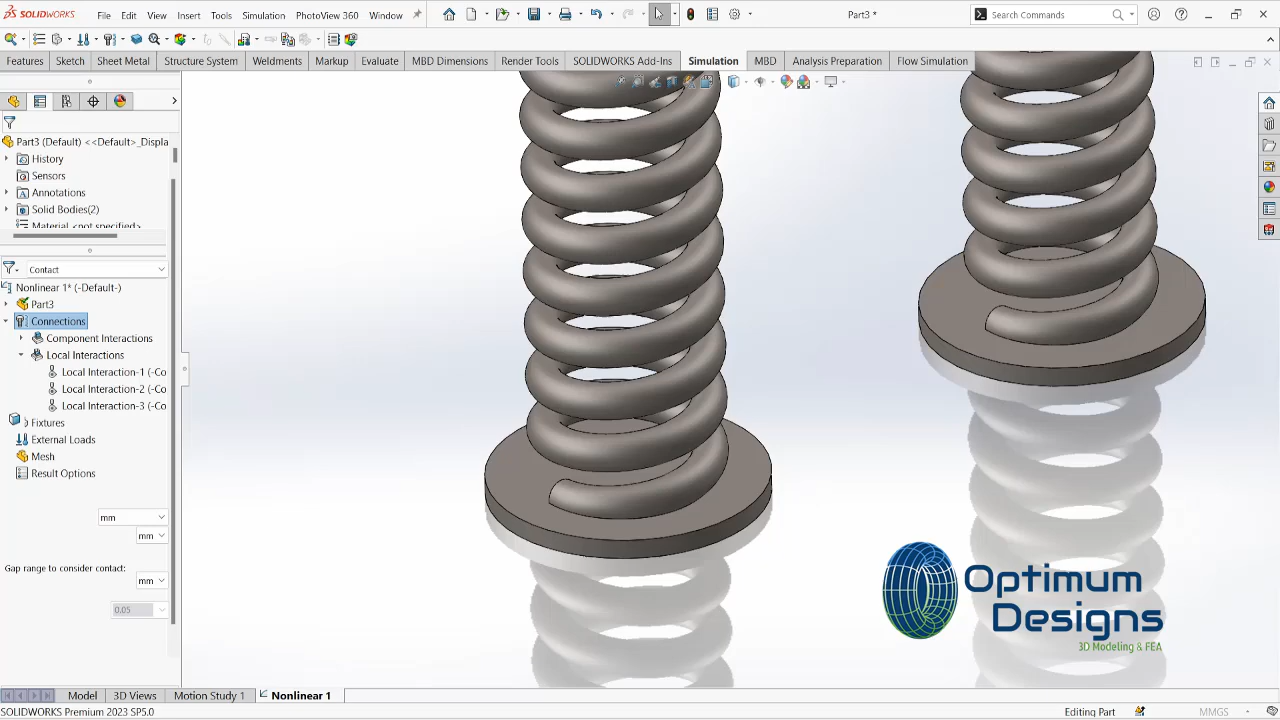 SOLIDWORKS File Edit View Insert Tools Simulation PhotoView 360 Window Part3 * Search Commands
Features Sketch Sheet Metal Structure System Weldments Markup Evaluate MBD Dimensions Render Tools SOLIDWORKS Add-Ins Simulation MBD Analysis Preparation Flow Simulation
Part3 (Default) <<Default>_Displa
History
Sensors
Annotations
Solid Bodies(2)
Material <not specified>
Contact
Nonlinear 1* (-Default-)
Part3
Connections
Component Interactions
Local Interactions
Local Interaction-1 (-Co
Local Interaction-2 (-Co
Local Interaction-3 (-Co
Fixtures
External Loads
Mesh
Result Options
mm
mm
Gap range to consider contact:
mm
0.05
Optimum
Designs
3D Modeling & FEA
Model 3D Views Motion Study 1 Nonlinear 1
SOLIDWORKS Premium 2023 SP5.0 Editing Part MMGS